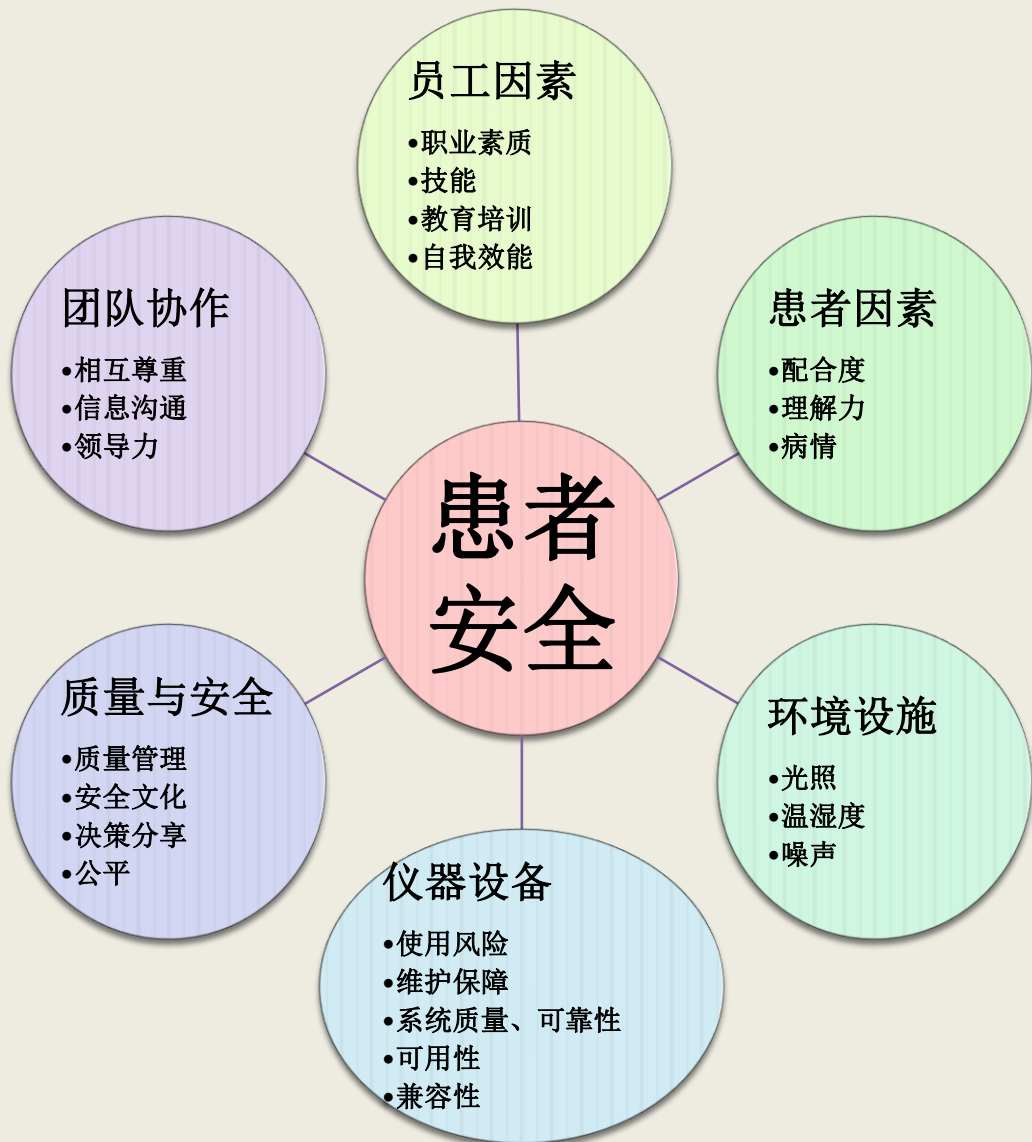 员工因素
•职业素质
•技能
•教育培训
•自我效能
团队协作
•相互尊重
•信息沟通
•领导力
患者因素
•配合度
•理解力
•病情
患者
安全
质量与安全
•质量管理
•安全文化
•决策分享
•公平
环境设施
•光照
•温湿度
•噪声
仪器设备
•使用风险
•维护保障
•系统质量、可靠性
•可用性
•兼容性